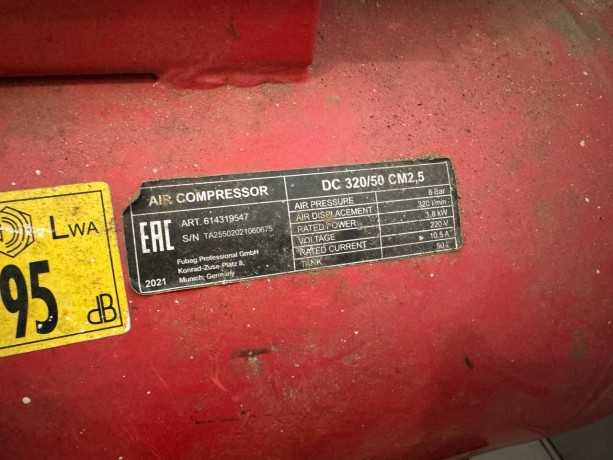 LWA
95
dB
AIR COMPRESSOR
EAC
ART. 614319547
S/N TA25502021060675
Fubag Professional GmbH
Konrad-Zuse-Platz 8,
2021 Munich, Germany
DC 320/50 CM2,5
AIR PRESSURE 8 Bar
AIR DISPLACEMENT 320 l/min
RATED POWER 1,8 kW
VOLTAGE 220 V
RATED CURRENT 10,5 A
TANK 50 L